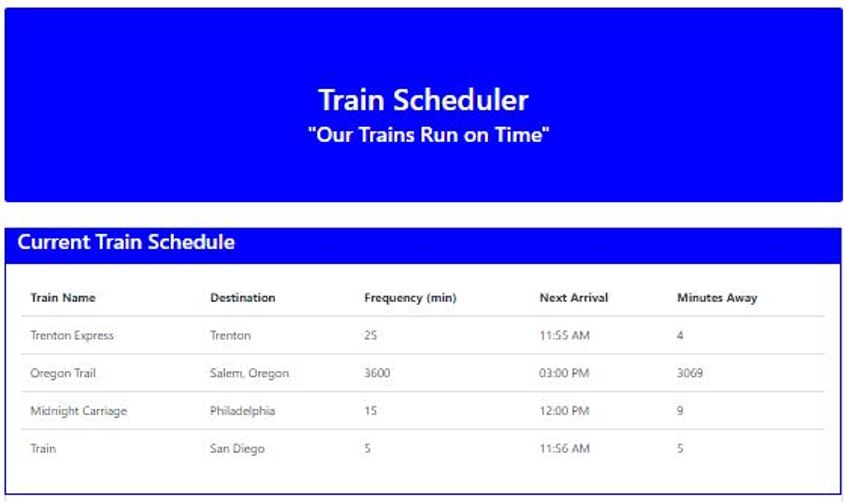 Train Scheduler
"Our Trains Run on Time"
Current Train Schedule
Train Name Destination Frequency (min) Next Arrival Minutes Away
Trenton Express Trenton 25 11:55 AM 4
Oregon Trail Salem, Oregon 3600 03:00 PM 3069
Midnight Carriage Philadelphia 15 12:00 PM 9
Train San Diego 5 11:56 AM 5